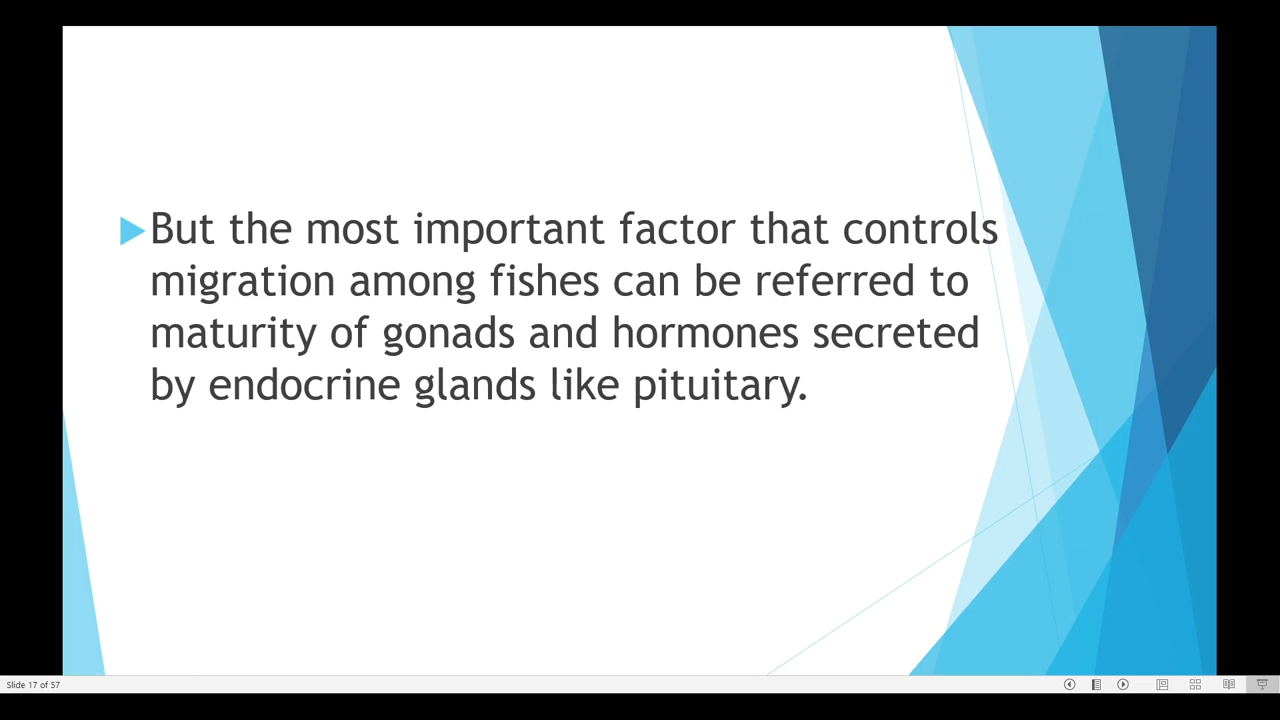 But the most important factor that controls
migration among fishes can be referred to
maturity of gonads and hormones secreted
by endocrine glands like pituitary.
Slide 17 of 57